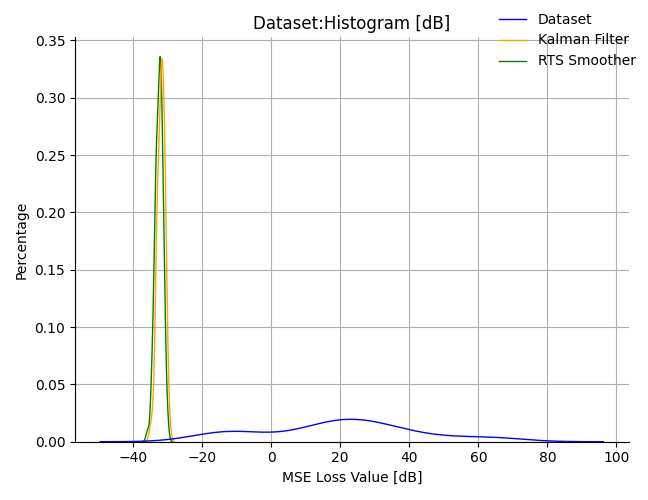 Dataset:Histogram [dB]
Dataset
Kalman Filter
RTS Smoother
0.35
0.30
0.25
0.20
0.15
0.10
0.05
0.00
Percentage
−40 −20 0 20 40 60 80 100
MSE Loss Value [dB]